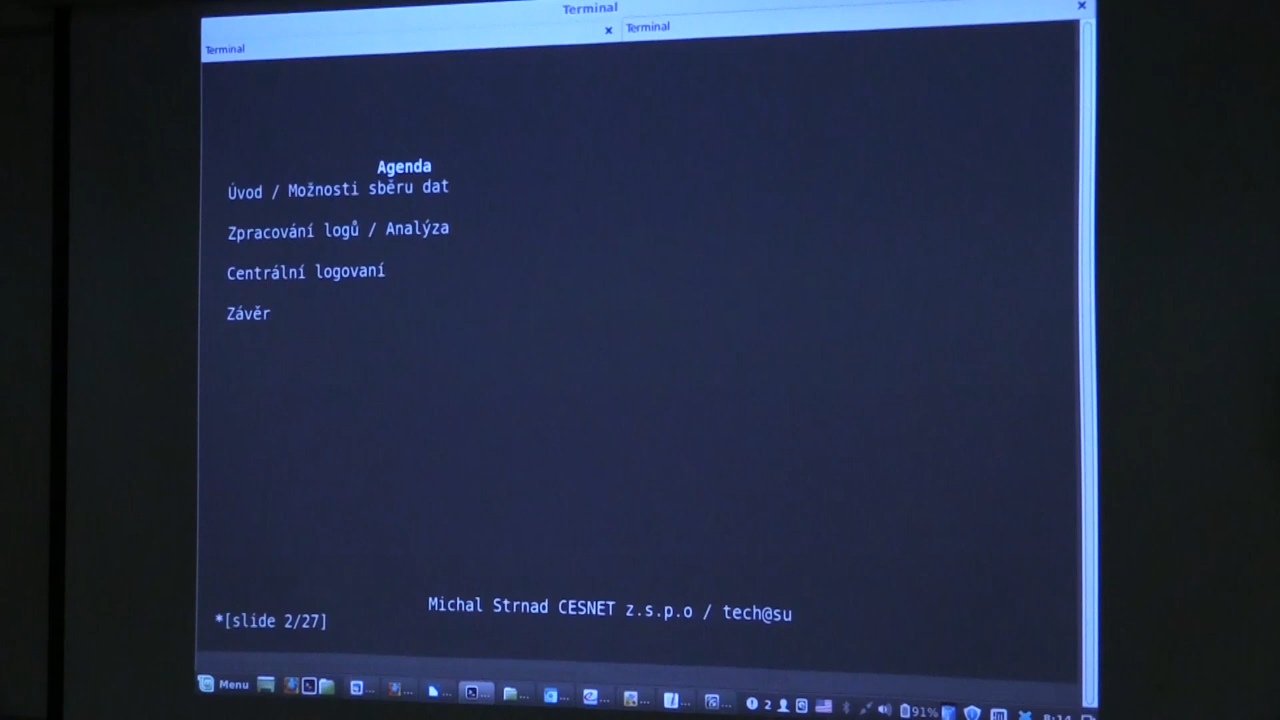 Terminal
Terminal
Terminal
Agenda
Úvod / Možnosti sběru dat
Zpracování logů / Analýza
Centrální logovaní
Závěr
Michal Strnad CESNET z.s.p.o / tech@su
*[slide 2/27]
Menu
2
91%